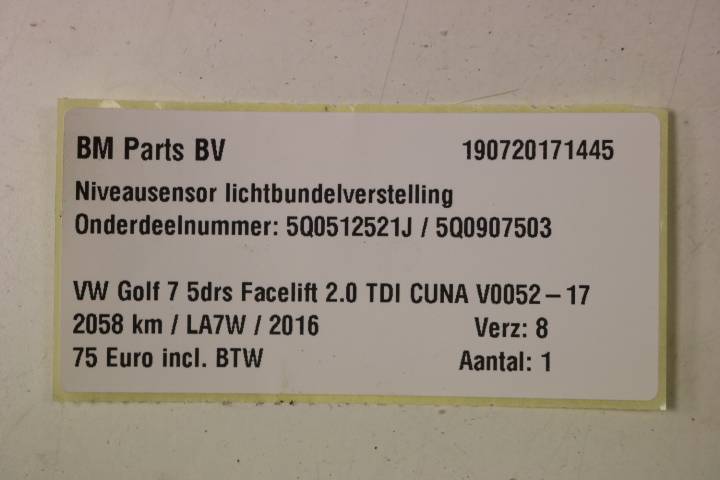 BM Parts BV 190720171445
Niveausensor lichtbundelverstelling
Onderdeelnummer: 5Q0512521J / 5Q0907503
VW Golf 7 5drs Facelift 2.0 TDI CUNA V0052-17
2058 km / LA7W / 2016 Verz: 8
75 Euro incl. BTW Aantal: 1